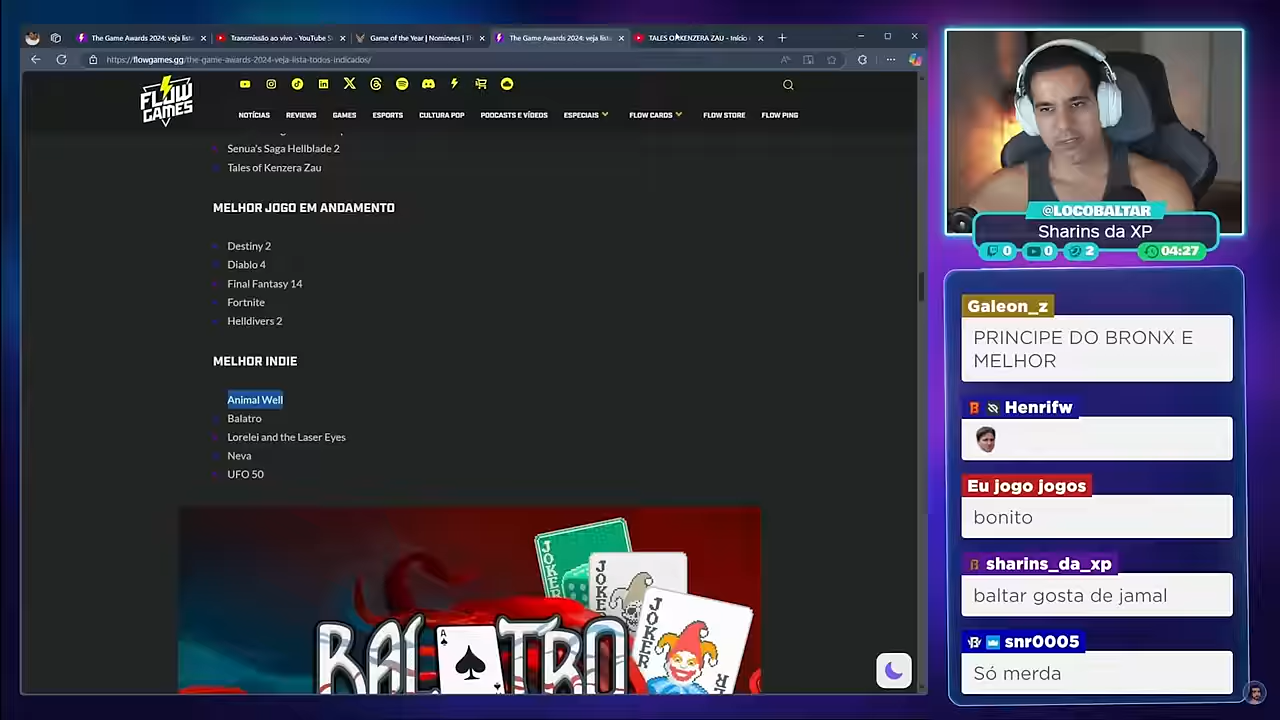 The Game Awards 2024: veja lista
Transmissão ao vivo - YouTube S
Game of the Year | Nominees | Th
The Game Awards 2024: veja lista
TALES OF KENZERA ZAU - Início
https://flowgames.gg/the-game-awards-2024-veja-lista-todos-indicados/
FLOW
GAMES
NOTÍCIAS REVIEWS GAMES ESPORTS CULTURA POP PODCASTS E VÍDEOS ESPECIAIS FLOW CARDS FLOW STORE FLOW PING
Senua's Saga Hellblade 2
Tales of Kenzera Zau
MELHOR JOGO EM ANDAMENTO
Destiny 2
Diablo 4
Final Fantasy 14
Fortnite
Helldivers 2
MELHOR INDIE
Animal Well
Balatro
Lorelei and the Laser Eyes
Neva
UFO 50
JOKER
JOKER
JOKER
BALATRO
A
@LOCOBALTAR
Sharins da XP
0 0 2 04:27
Galeon_z
PRINCIPE DO BRONX E
MELHOR
Henrifw
Eu jogo jogos
bonito
sharins_da_xp
baltar gosta de jamal
snr0005
Só merda